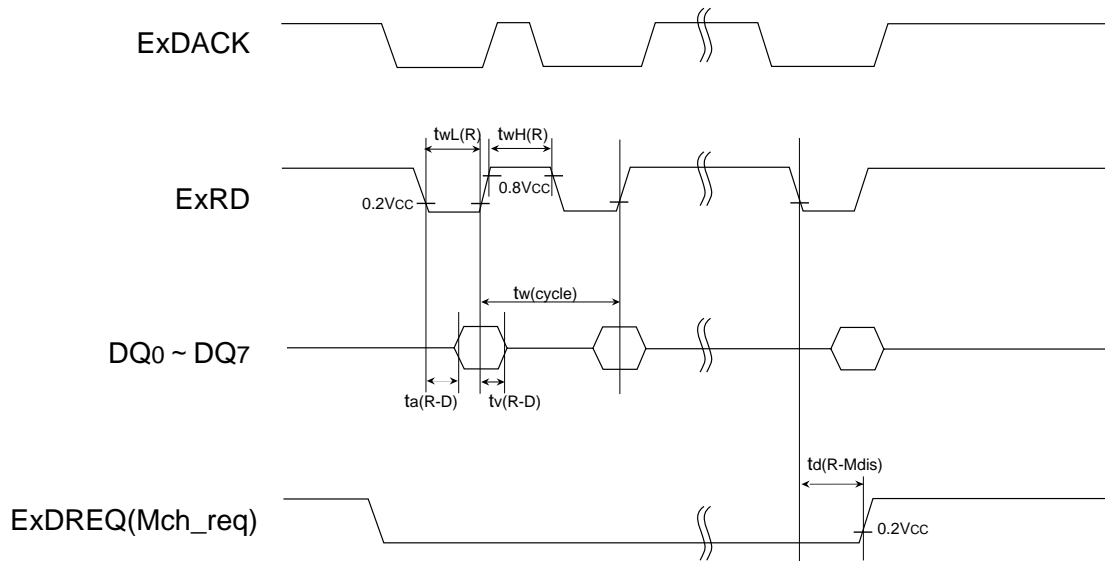 ExDACK
twL(R) twH(R)
0.8VCC
ExRD
0.2VCC
tw(cycle)
DQ0 ~ DQ7
ta(R-D) tv(R-D)
td(R-Mdis)
ExDREQ(Mch_req)
0.2VCC